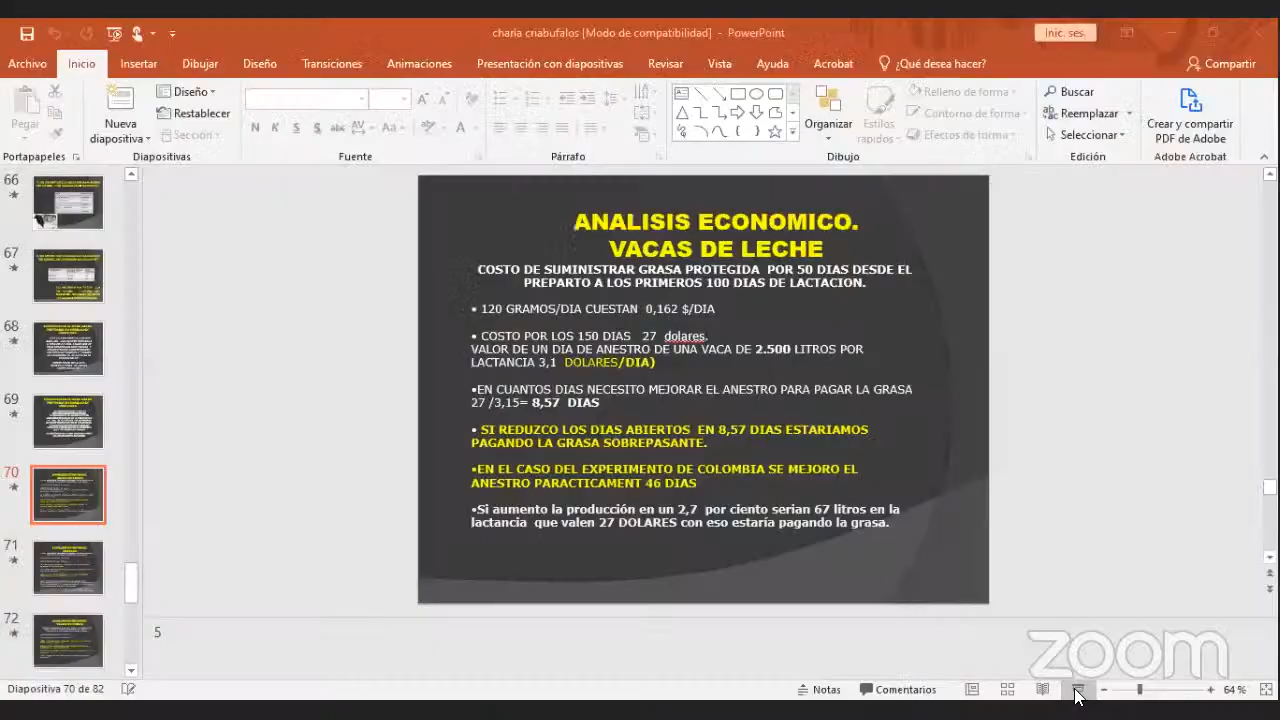 charia cnabufalos [Modo de compatibilidad] - PowerPoint
Inic. ses.
Archivo
Inicio
Insertar
Dibujar
Diseño
Transiciones
Animaciones
Presentación con diapositivas
Revisar
Vista
Ayuda
Acrobat
¿Qué desea hacer?
Compartir
Pegar
Nueva
diapositiva
Diseño
Restablecer
Sección
N K S S abc AV Aa A
Organizar
Estilos
rápidos
Relleno de forma
Contorno de forma
Efectos de forma
Buscar
Reemplazar
Seleccionar
Crear y compartir
PDF de Adobe
Portapapeles
Diapositivas
Fuente
Párrafo
Dibujo
Edición
Adobe Acrobat
66
67
68
69
70
71
72
ANALISIS ECONOMICO.
VACAS DE LECHE
COSTO DE SUMINISTRAR GRASA PROTEGIDA POR 50 DIAS DESDE EL
PREPARTO A LOS PRIMEROS 100 DIAS DE LACTACION.
• 120 GRAMOS/DIA CUESTAN 0,162 $/DIA
• COSTO POR LOS 150 DIAS 27 dolares.
VALOR DE UN DIA DE ANESTRO DE UNA VACA DE 2.500 LITROS POR
LACTANCIA 3,1 DOLARES/DIA)
•EN CUANTOS DIAS NECESITO MEJORAR EL ANESTRO PARA PAGAR LA GRASA
27 /3,15= 8,57 DIAS
• SI REDUZCO LOS DIAS ABIERTOS EN 8,57 DIAS ESTARIAMOS
PAGANDO LA GRASA SOBREPASANTE.
•EN EL CASO DEL EXPERIMENTO DE COLOMBIA SE MEJORO EL
ANESTRO PARACTICAMENT 46 DIAS
•Si aumento la producción en un 2,7 por ciento serian 67 litros en la
lactancia que valen 27 DOLARES con eso estaría pagando la grasa.
5
zoom
Diapositiva 70 de 82
Notas
Comentarios
64 %